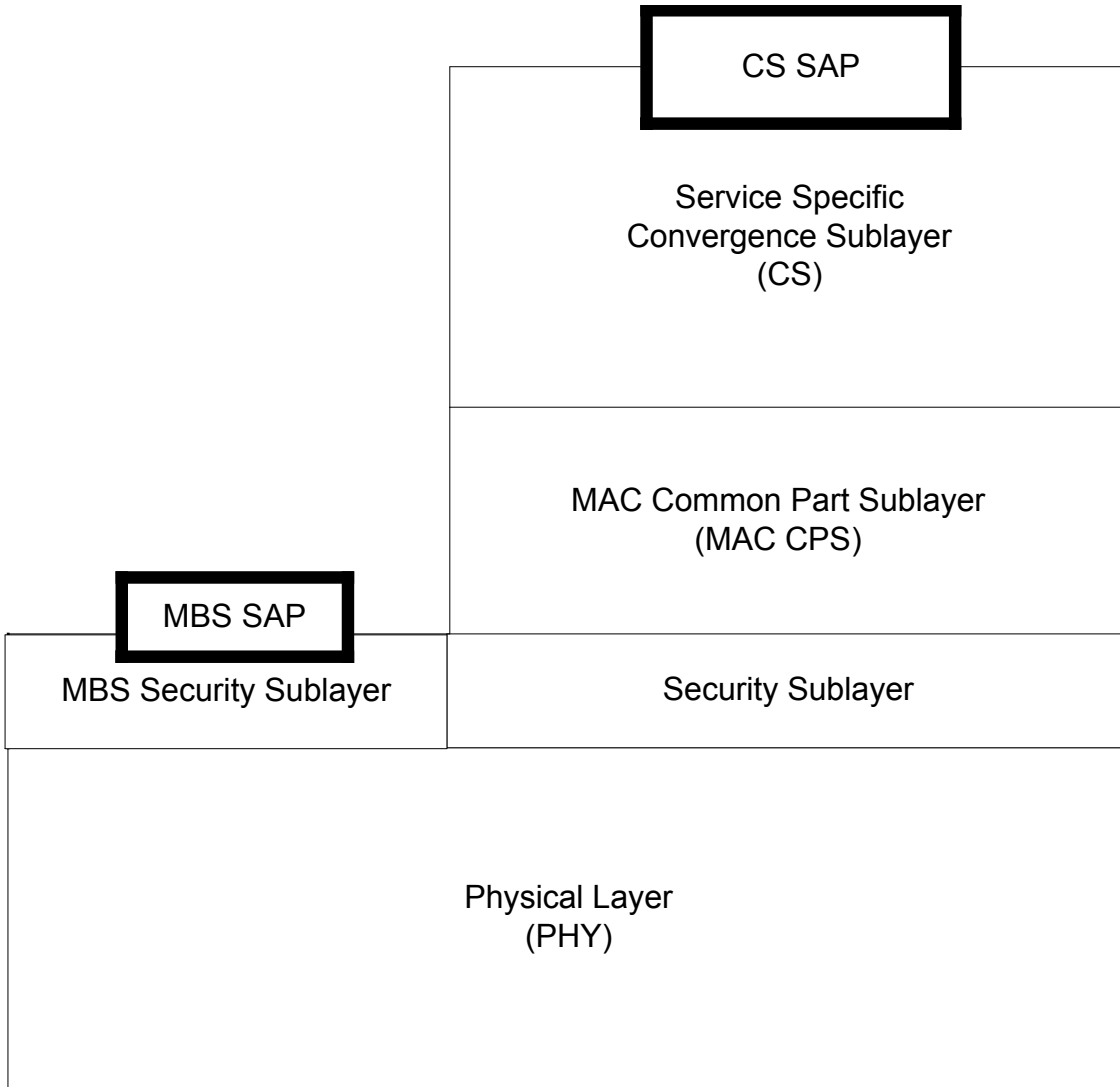 CS SAP
Service Specific
Convergence Sublayer
(CS)
MAC Common Part Sublayer
(MAC CPS)
MBS SAP
MBS Security Sublayer
Security Sublayer
Physical Layer
(PHY)